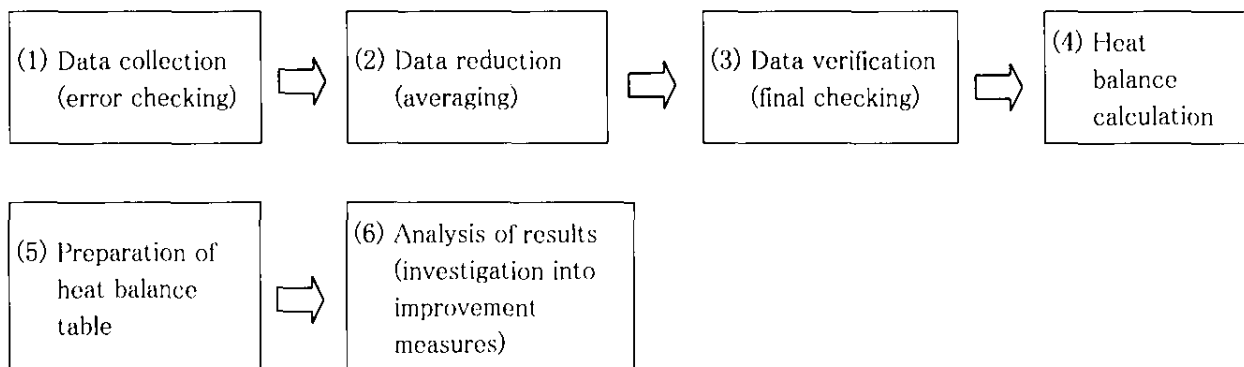 (1) Data collection
(error checking)
(2) Data reduction
(averaging)
(3) Data verification
(final checking)
(4) Heat
balance
calculation
(5) Preparation of
heat balance
table
(6) Analysis of results
(investigation into
improvement
measures)